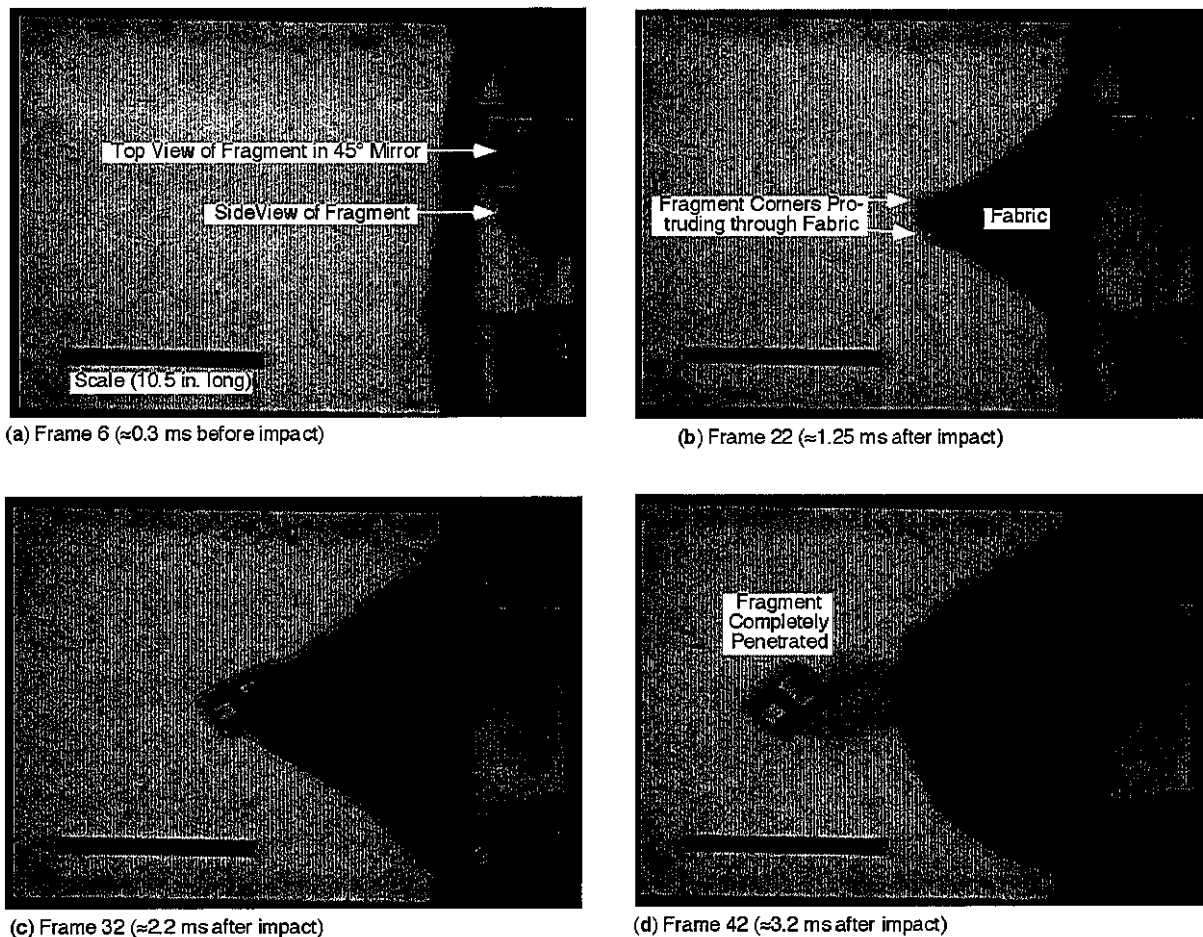 Top View of Fragment in 45° Mirror
SideView of Fragment
Scale (10.5 in. long)
(a) Frame 6 (≈0.3 ms before impact)
Fragment Corners Pro-
truding through Fabric
Fabric
(b) Frame 22 (≈1.25 ms after impact)
(c) Frame 32 (≈2.2 ms after impact)
Fragment
Completely
Penetrated
(d) Frame 42 (≈3.2 ms after impact)